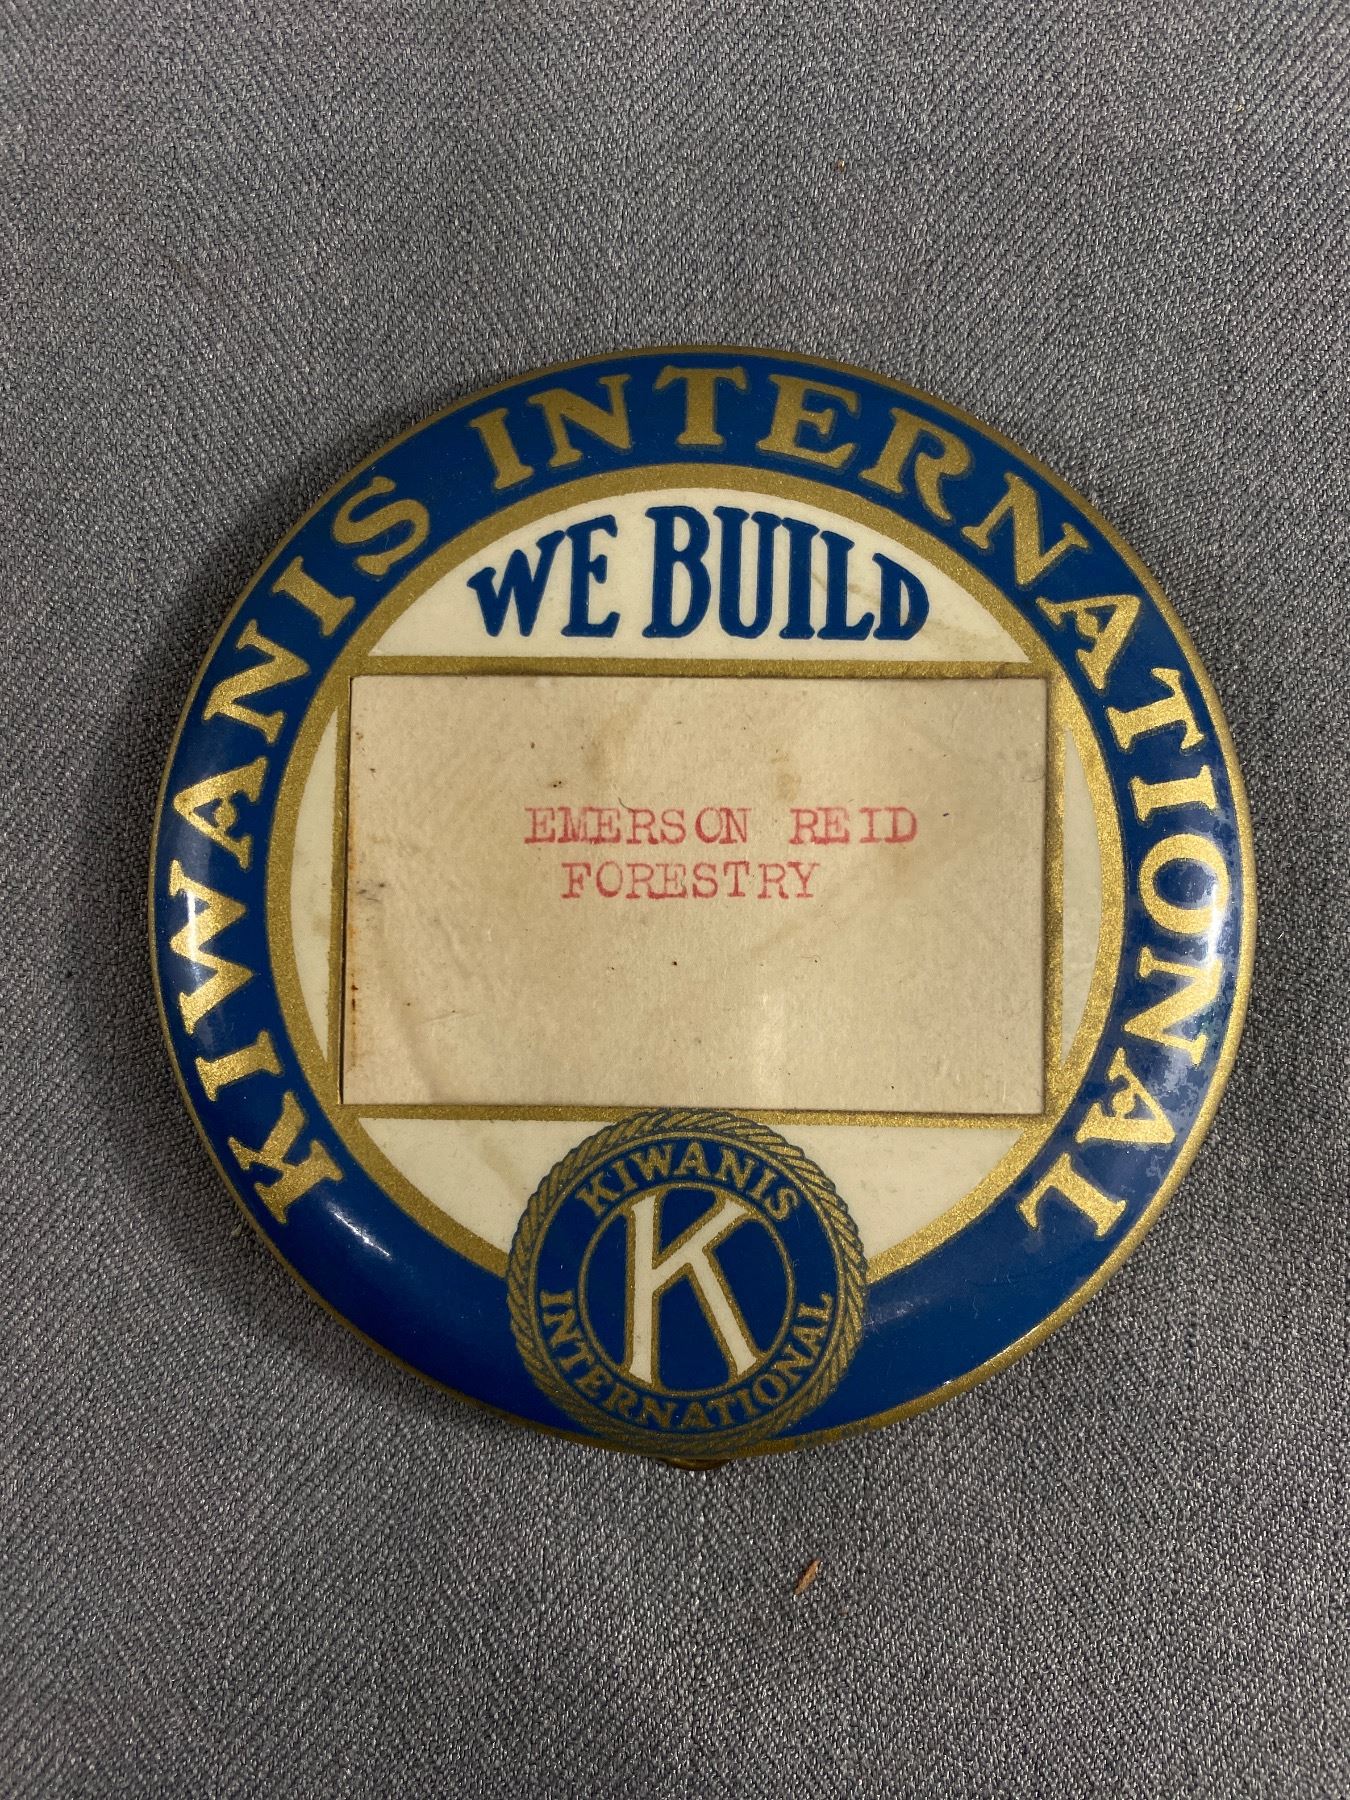 KIWANIS INTERNATIONAL
WE BUILD
EMERSON REID
FORESTRY
KIWANIS
K
INTERNATIONAL